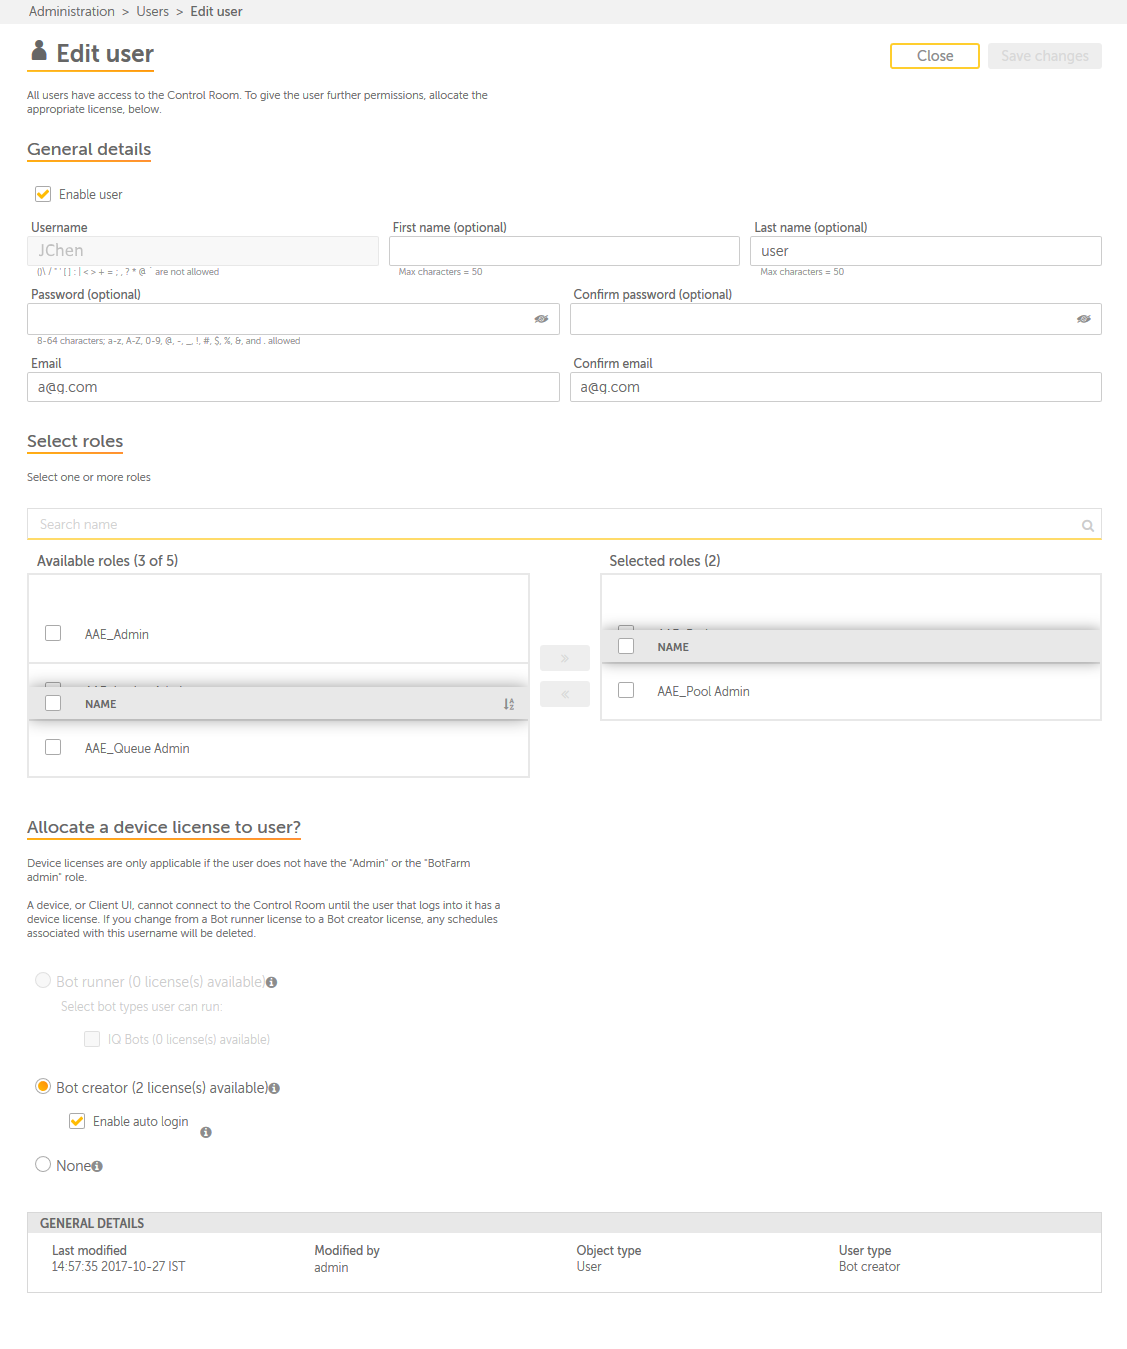 Administration > Users > Edit user
Edit user
Close
Save changes
All users have access to the Control Room. To give the user further permissions, allocate the
appropriate license, below.
General details
Enable user
Username
First name (optional)
Last name (optional)
JChen
user
()\ / " ' [ ] : | < > + = ; , ? * @ ` are not allowed
Max characters = 50
Max characters = 50
Password (optional)
Confirm password (optional)
8-64 characters; a-z, A-Z, 0-9, @, -, _, !, #, $, %, &, and . allowed
Email
Confirm email
a@g.com
a@g.com
Select roles
Select one or more roles
Search name
Available roles (3 of 5)
Selected roles (2)
AAE_Admin
NAME
AAE_Queue Admin
NAME
AAE_Pool Admin
»
«
Allocate a device license to user?
Device licenses are only applicable if the user does not have the "Admin" or the "BotFarm
admin" role.
A device, or Client UI, cannot connect to the Control Room until the user that logs into it has a
device license. If you change from a Bot runner license to a Bot creator license, any schedules
associated with this username will be deleted.
Bot runner (0 license(s) available)
Select bot types user can run:
IQ Bots (0 license(s) available)
Bot creator (2 license(s) available)
Enable auto login
None
GENERAL DETAILS
Last modified
Modified by
Object type
User type
14:57:35 2017-10-27 IST
admin
User
Bot creator